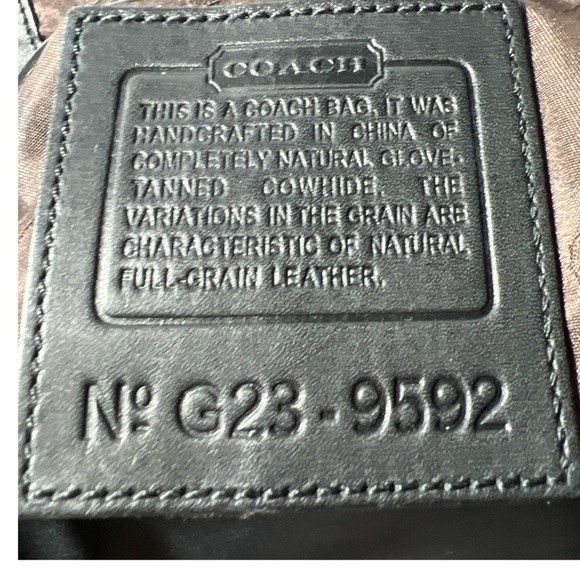 COACH
THIS IS A COACH BAG. IT WAS
HANDCRAFTED IN CHINA OF
COMPLETELY NATURAL GLOVE-
TANNED COWHIDE. THE
VARIATIONS IN THE GRAIN ARE
CHARACTERISTIC OF NATURAL
FULL-GRAIN LEATHER.
Nº G23-9592